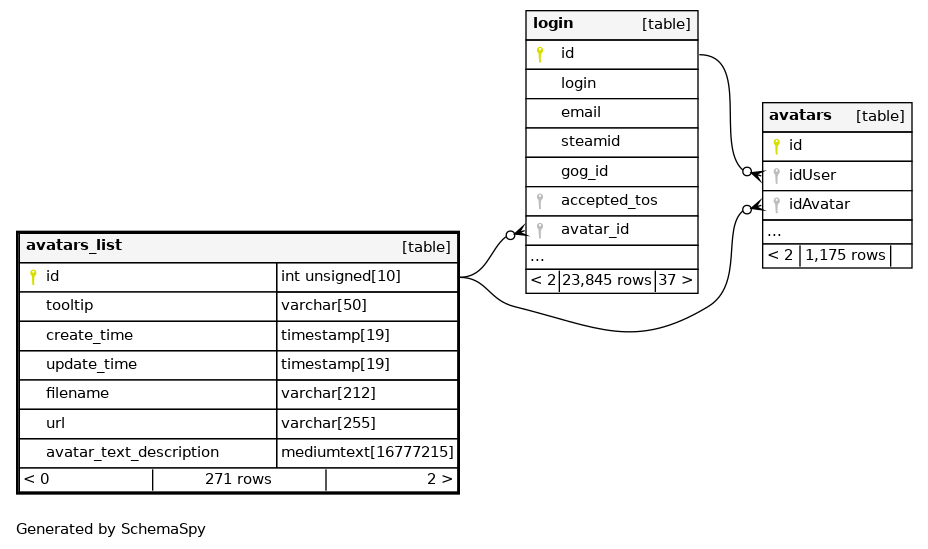 login [table]
id
login
email
steamid
gog_id
accepted_tos
avatar_id
...
< 2 23,845 rows 37 >
avatars [table]
id
idUser
idAvatar
...
< 2 1,175 rows
avatars_list [table]
id int unsigned[10]
tooltip varchar[50]
create_time timestamp[19]
update_time timestamp[19]
filename varchar[212]
url varchar[255]
avatar_text_description mediumtext[16777215]
< 0 271 rows 2 >
Generated by SchemaSpy